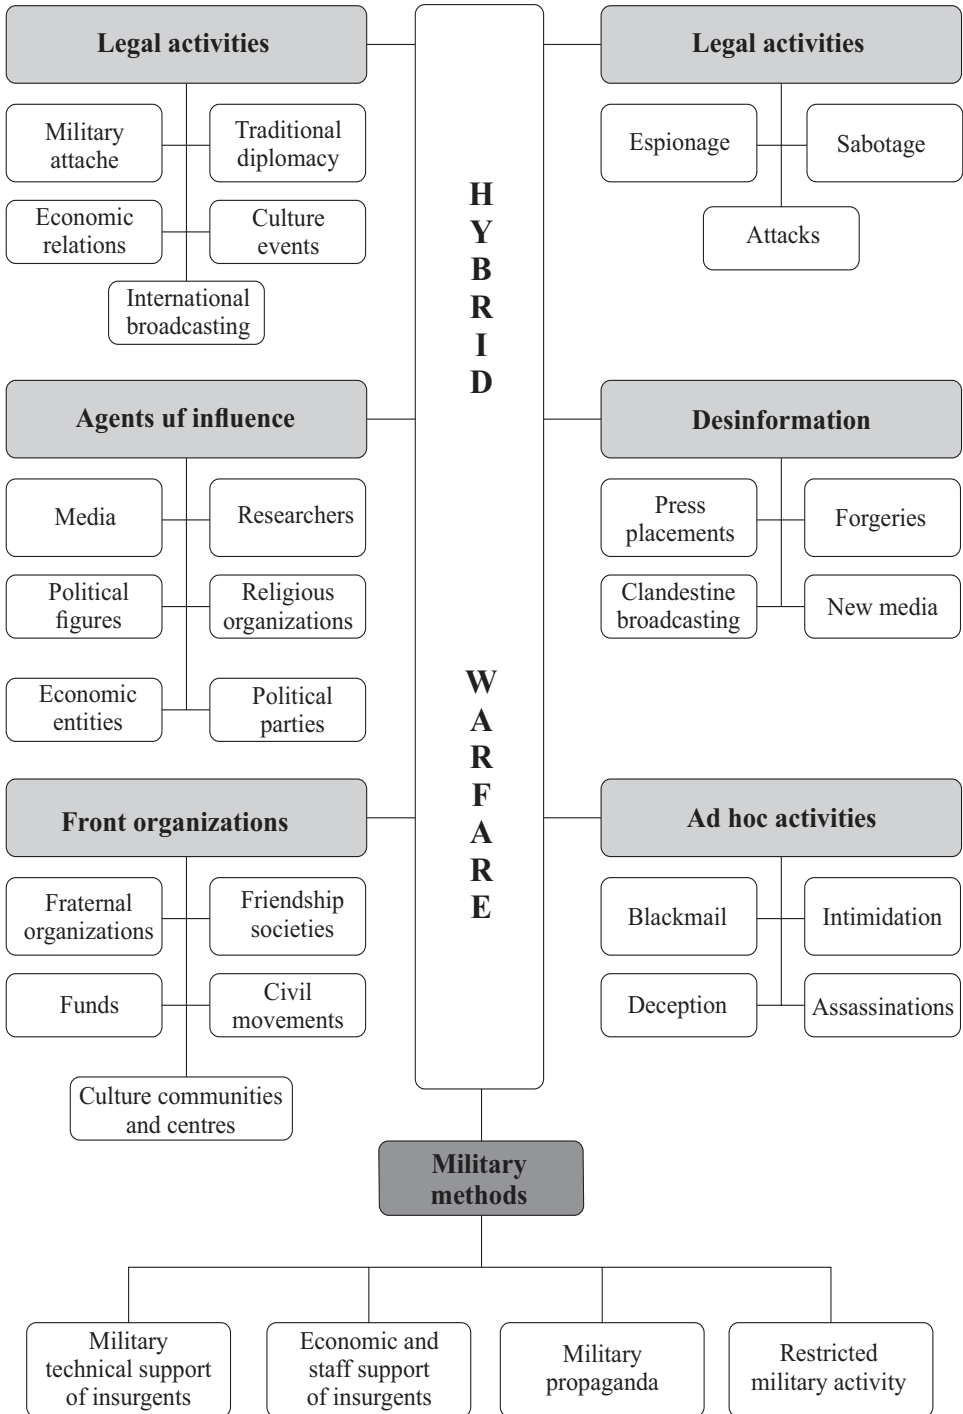 Legal activities
Military
attache
Traditional
diplomacy
Economic
relations
Culture
events
International
broadcasting
Agents uf influence
Media
Researchers
Political
figures
Religious
organizations
Economic
entities
Political
parties
Front organizations
Fraternal
organizations
Friendship
societies
Funds
Civil
movements
Culture communities
and centres
H
Y
B
R
I
D
W
A
R
F
A
R
E
Legal activities
Espionage
Sabotage
Attacks
Desinformation
Press
placements
Forgeries
Clandestine
broadcasting
New media
Ad hoc activities
Blackmail
Intimidation
Deception
Assassinations
Military
methods
Military
technical support
of insurgents
Economic and
staff support
of insurgents
Military
propaganda
Restricted
military activity